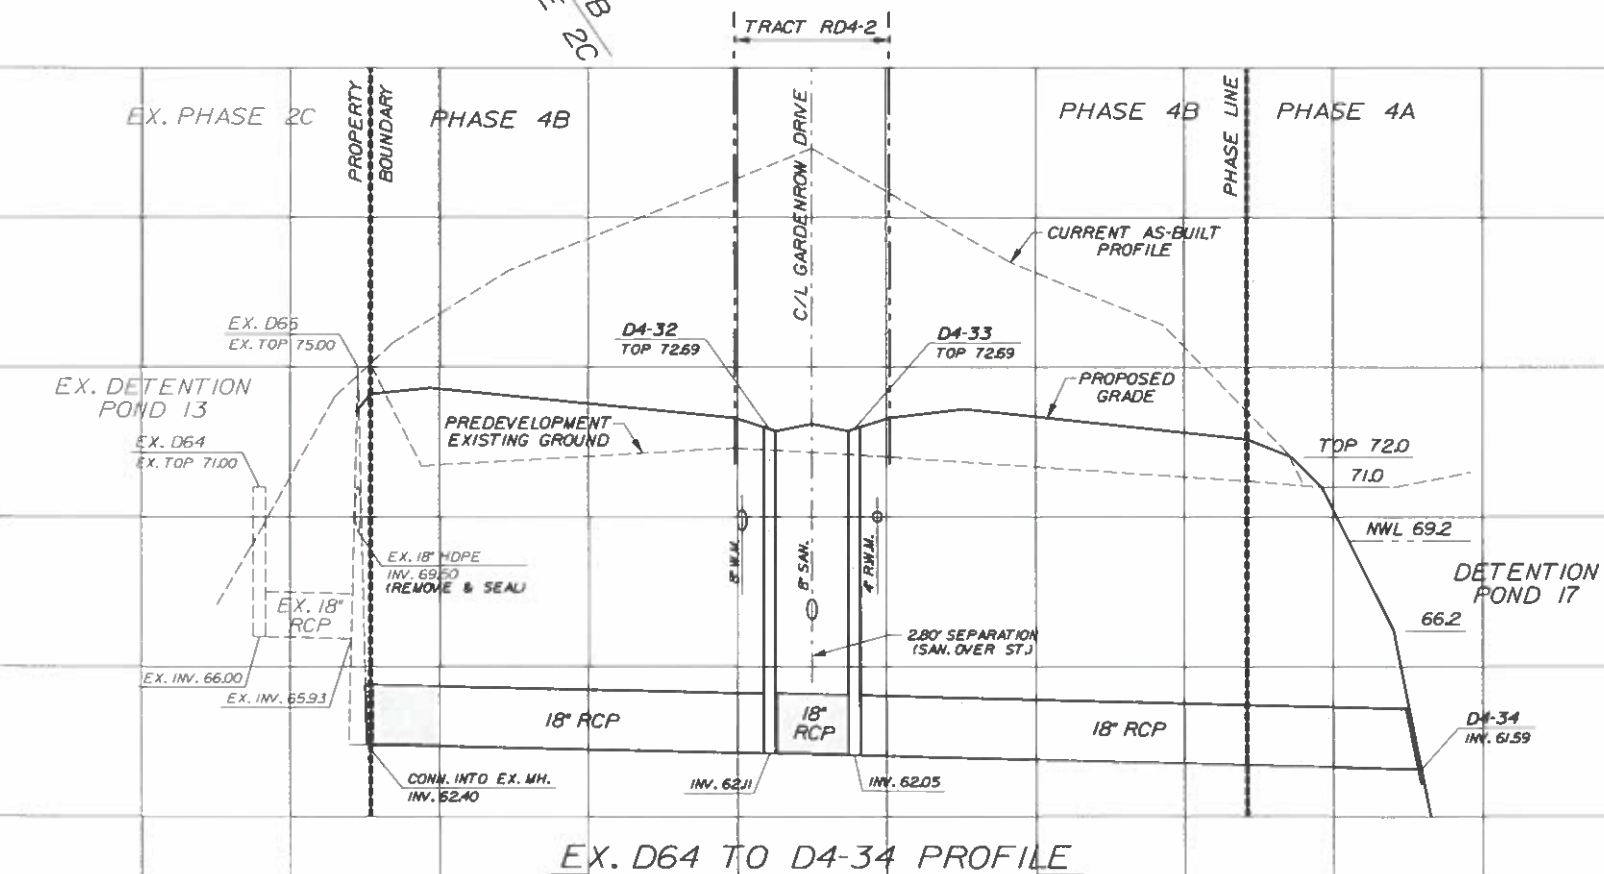 B
E 2C
TRACT RD4-2
EX. PHASE 2C
PROPERTY
BOUNDARY
PHASE 4B
C/L GARDENROW DRIVE
PHASE 4B
PHASE LINE
PHASE 4A
CURRENT AS-BUILT
PROFILE
EX. D65
EX. TOP 75.00
D4-32
TOP 72.69
D4-33
TOP 72.69
EX. DETENTION
POND 13
PROPOSED
GRADE
PREDEVELOPMENT
EXISTING GROUND
EX. D64
EX. TOP 71.00
TOP 72.0
71.0
NWL 69.2
8" W.M.
8" SAN.
4" R.W.M.
EX. 18" HDPE
INV. 69.50
(REMOVE & SEAL)
DETENTION
POND 17
EX. 18"
RCP
66.2
2.80' SEPARATION
(SAN. OVER ST.)
EX. INV. 66.00
EX. INV. 65.93
18" RCP
18"
RCP
18" RCP
D4-34
INV. 61.59
CONN. INTO EX. MH.
INV. 62.40
INV. 62.11
INV. 62.05
EX. D64 TO D4-34 PROFILE